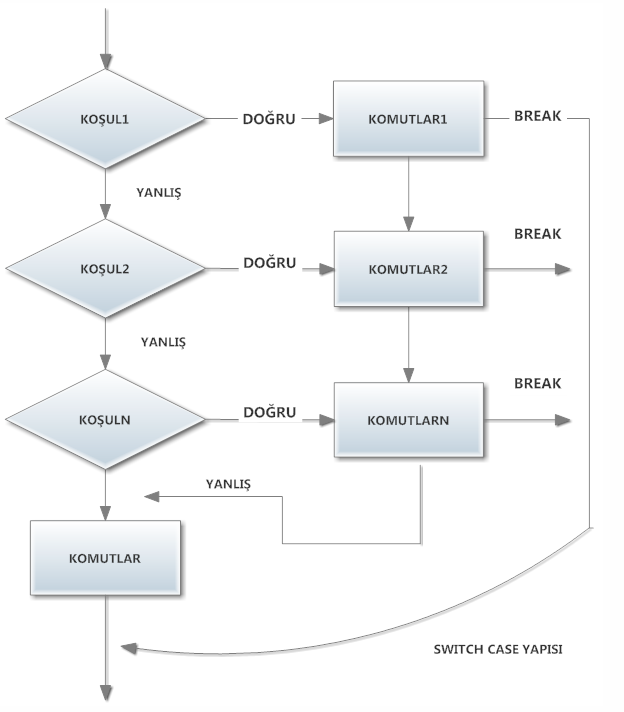 KOŞUL1
DOĞRU
KOMUTLAR1
BREAK
YANLIŞ
KOŞUL2
DOĞRU
KOMUTLAR2
BREAK
YANLIŞ
KOŞULN
DOĞRU
KOMUTLARN
BREAK
YANLIŞ
KOMUTLAR
SWITCH CASE YAPISI